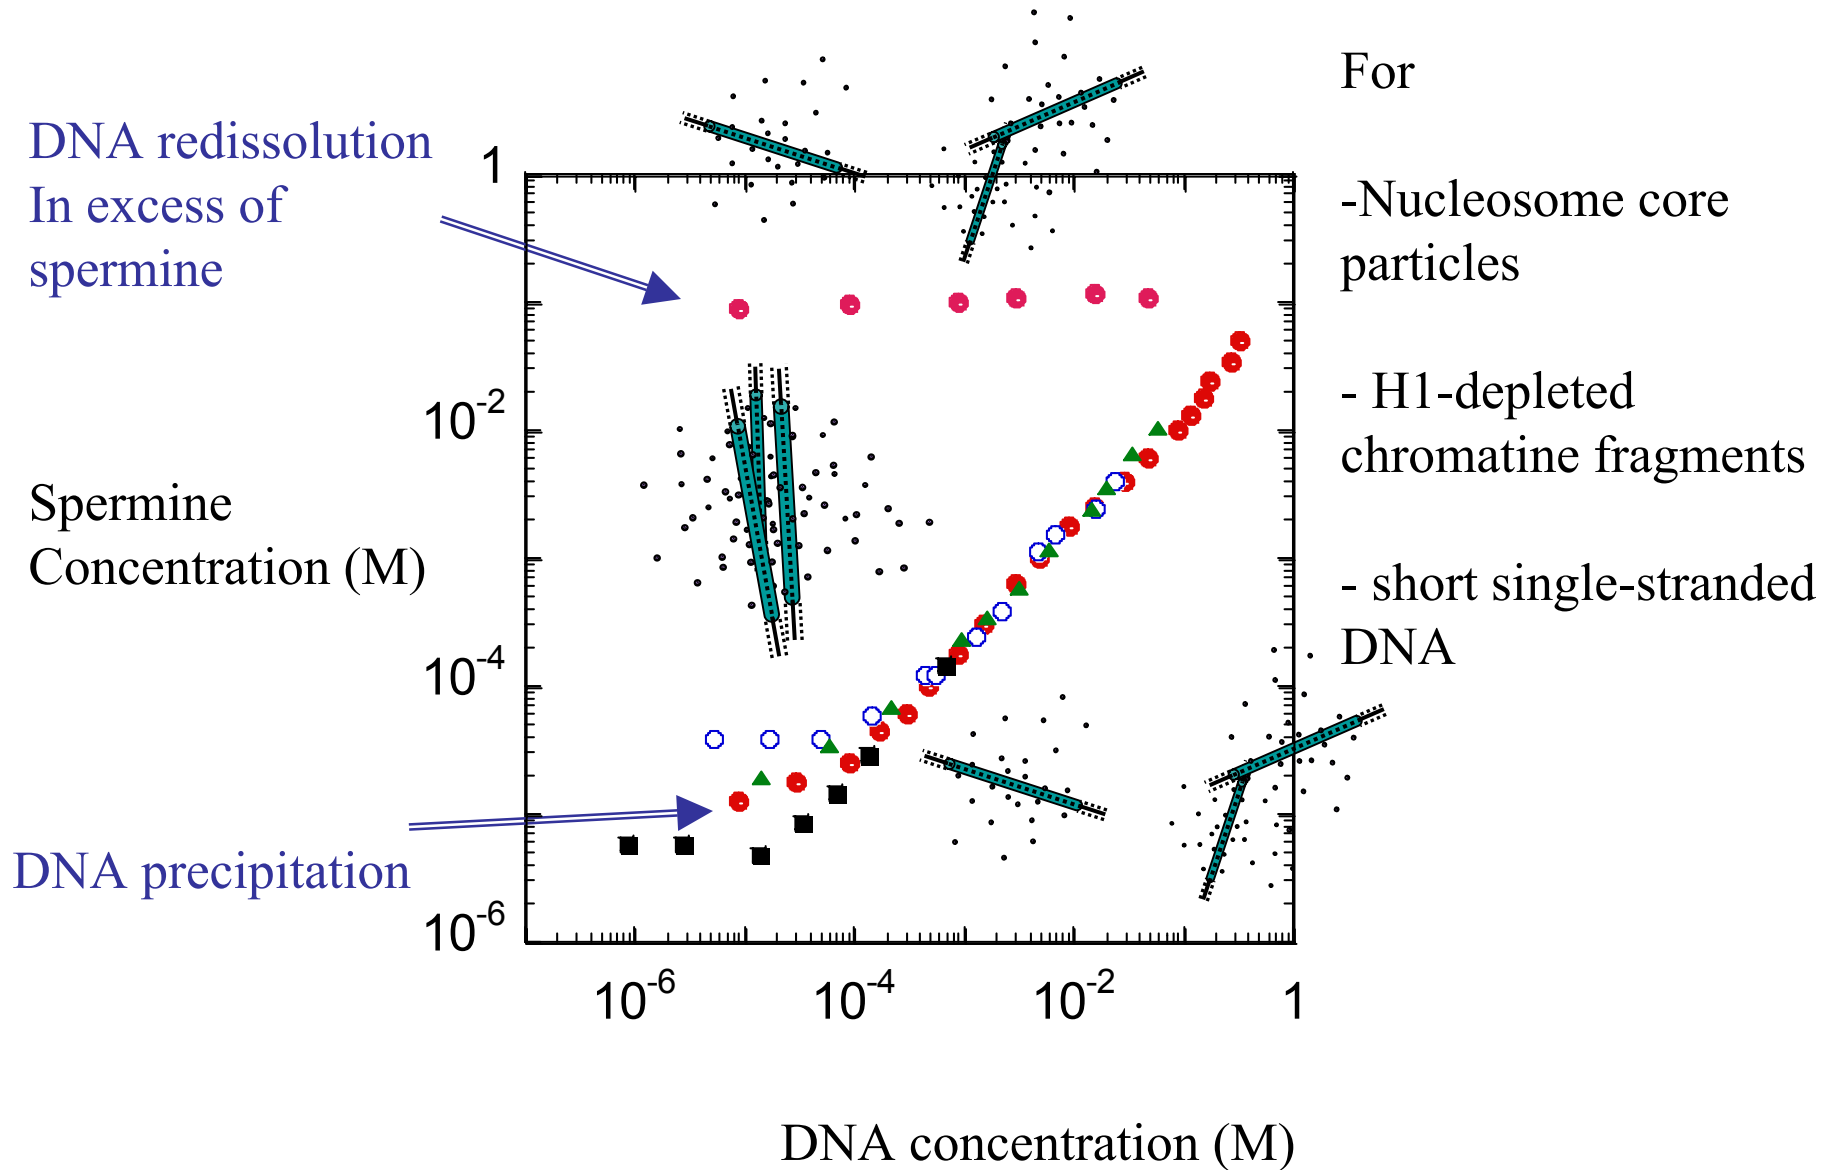 For
DNA redissolution
In excess of
spermine
-Nucleosome core
particles
- H1-depleted
chromatine fragments
- short single-stranded
DNA
Spermine
Concentration (M)
DNA precipitation
1
10-2
10-4
10-6
10-6 10-4 10-2 1
DNA concentration (M)